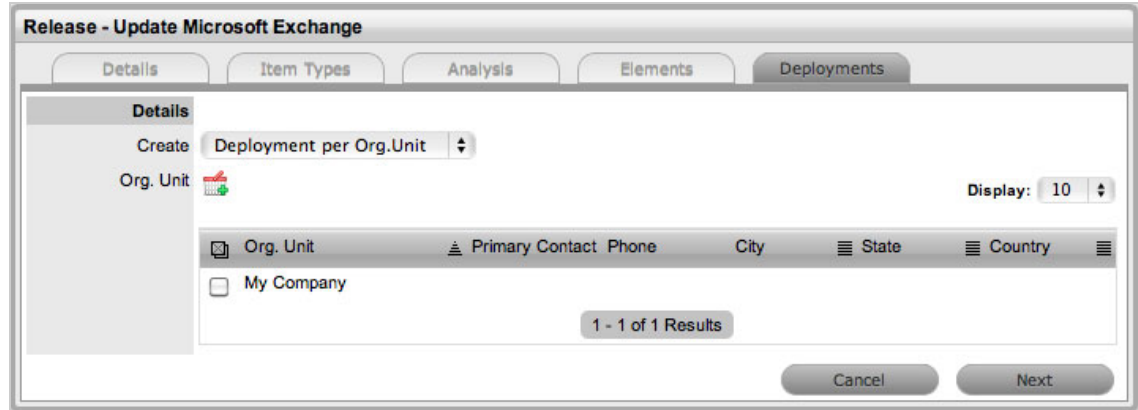 Release - Update Microsoft Exchange
Details Item Types Analysis Elements Deployments
Details
Create Deployment per Org.Unit
Org. Unit
Display: 10
Org. Unit Primary Contact Phone City State Country
My Company
1 - 1 of 1 Results
Cancel Next